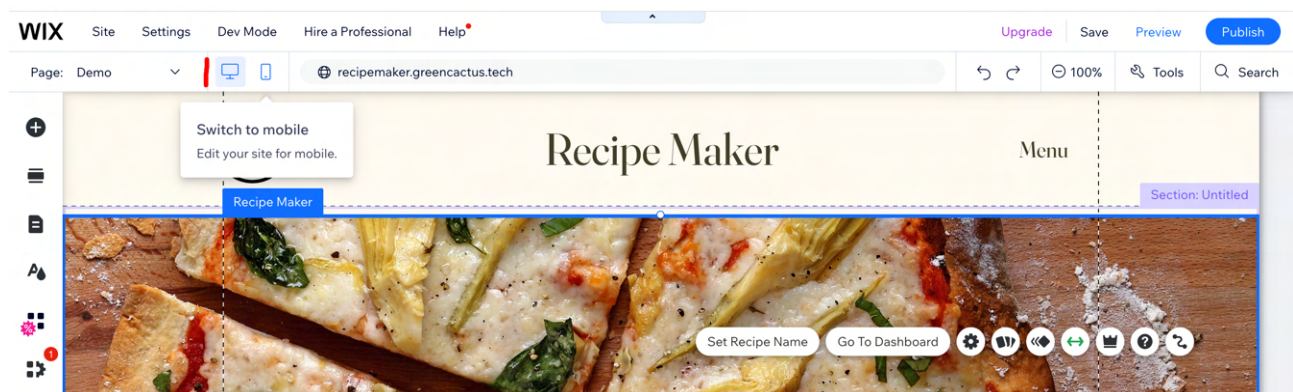 WIX Site Settings Dev Mode Hire a Professional Help Upgrade Save Preview Publish
Page: Demo recipemaker.greencactus.tech 100% Tools Search
Switch to mobile
Edit your site for mobile.
Recipe Maker Menu
Recipe Maker
Section: Untitled
Set Recipe Name Go To Dashboard
1